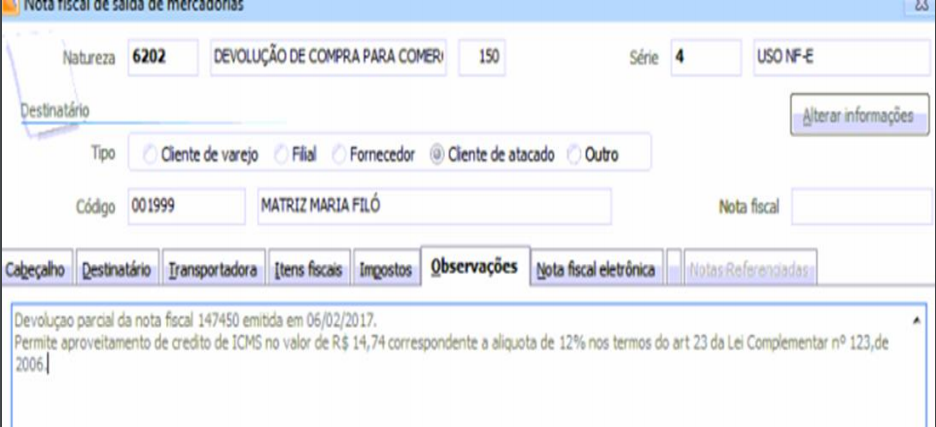 Nota fiscal de saída de mercadorias
Natureza 6202 DEVOLUÇÃO DE COMPRA PARA COMER 150 Série 4 USO NF-E
Destinatário
Alterar informações
Tipo Cliente de varejo Filial Fornecedor Cliente de atacado Outro
Código 001999 MATRIZ MARIA FILÓ Nota fiscal
Cabeçalho Destinatário Transportadora Itens fiscais Impostos Observações Nota fiscal eletrônica Notas Referenciadas
Devoluçao parcial da nota fiscal 147450 emitida em 06/02/2017.
Permite aproveitamento de credito de ICMS no valor de R$ 14,74 correspondente a aliquota de 12% nos termos do art 23 da Lei Complementar nº 123,de
2006.